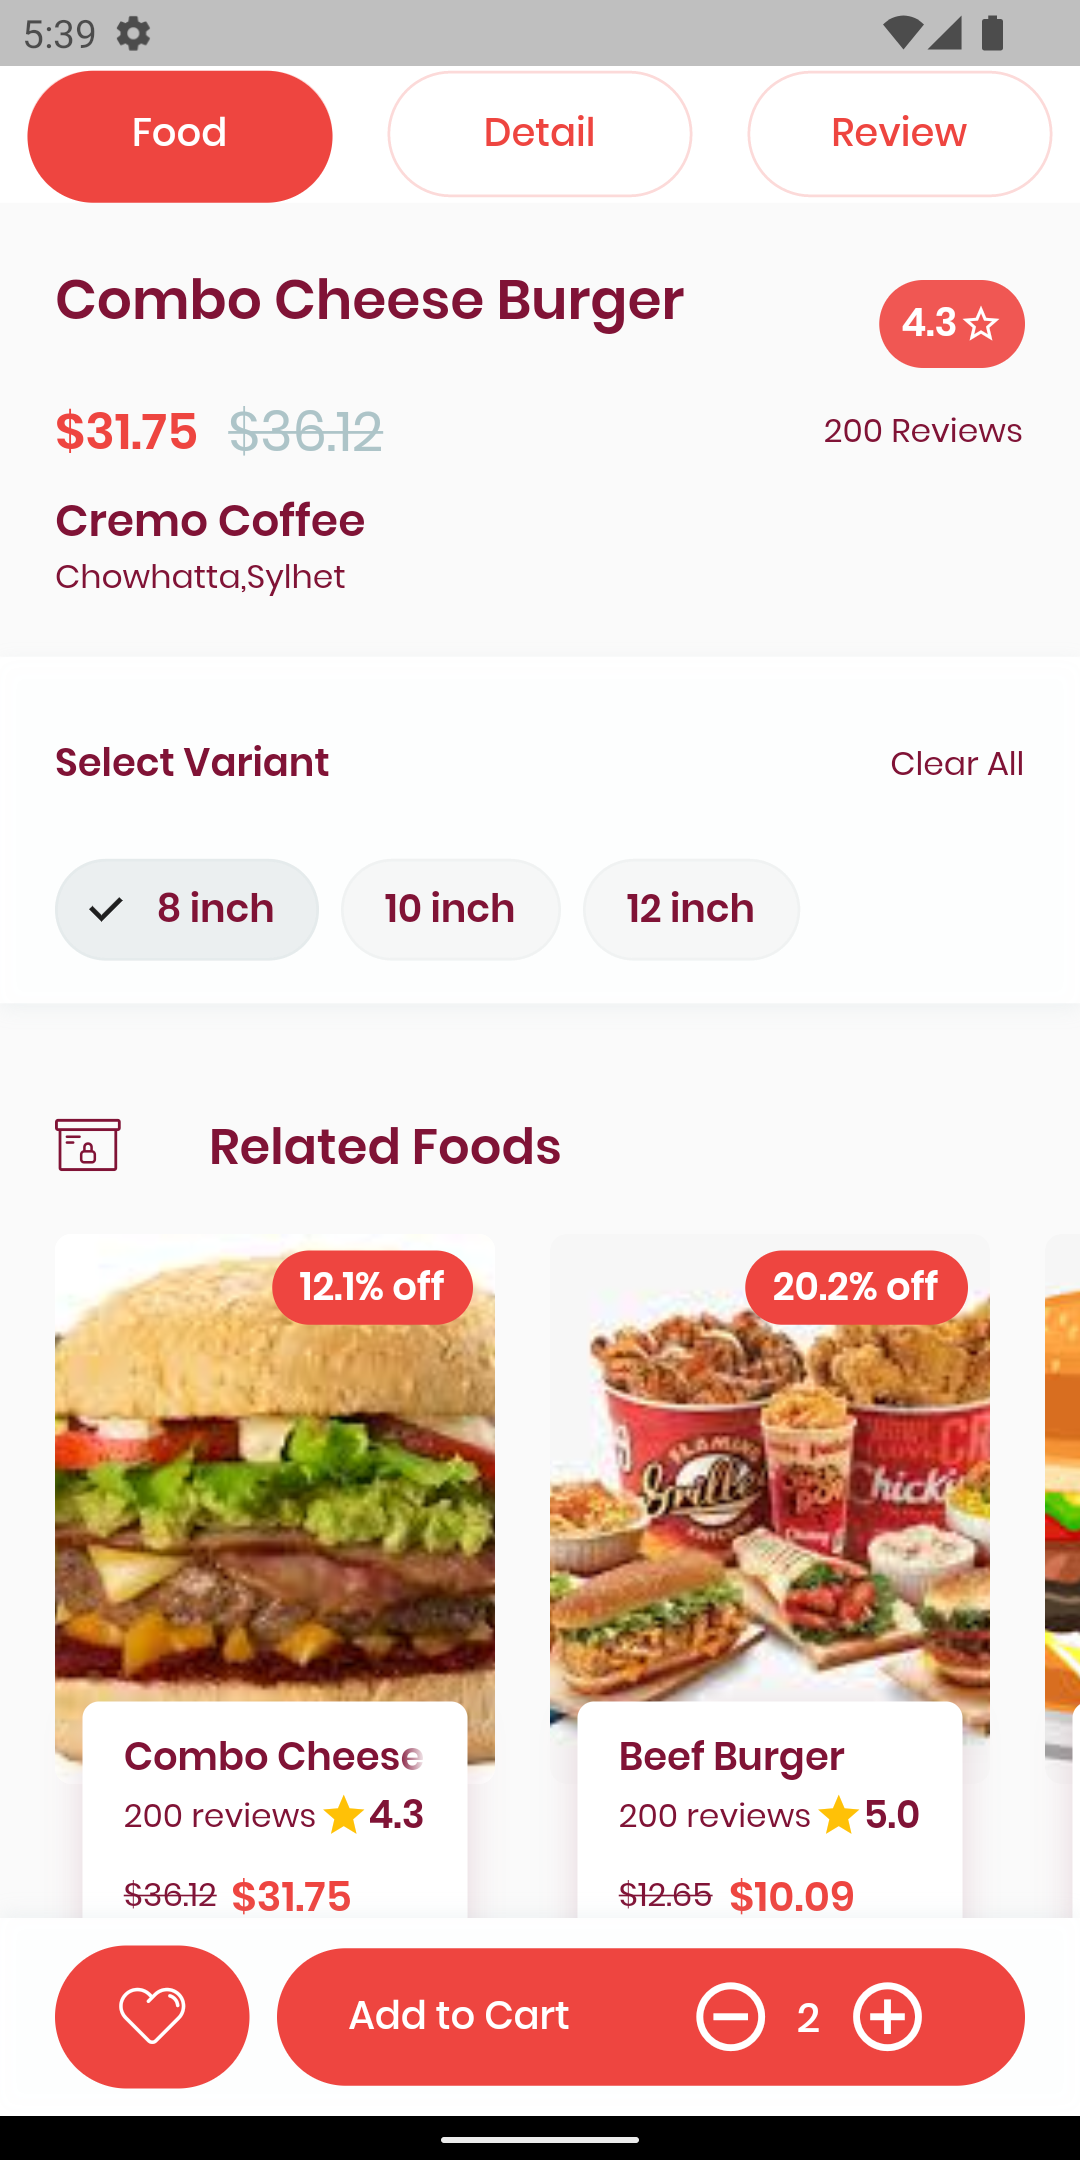 5:39
Food
Detail
Review
Combo Cheese Burger
4.3
$31.75 $36.12
200 Reviews
Cremo Coffee
Chowhatta,Sylhet
Select Variant
Clear All
8 inch
10 inch
12 inch
Related Foods
12.1% off
20.2% off
Grille
Combo Cheese
200 reviews 4.3
$36.12 $31.75
Beef Burger
200 reviews 5.0
$12.65 $10.09
Add to Cart
2